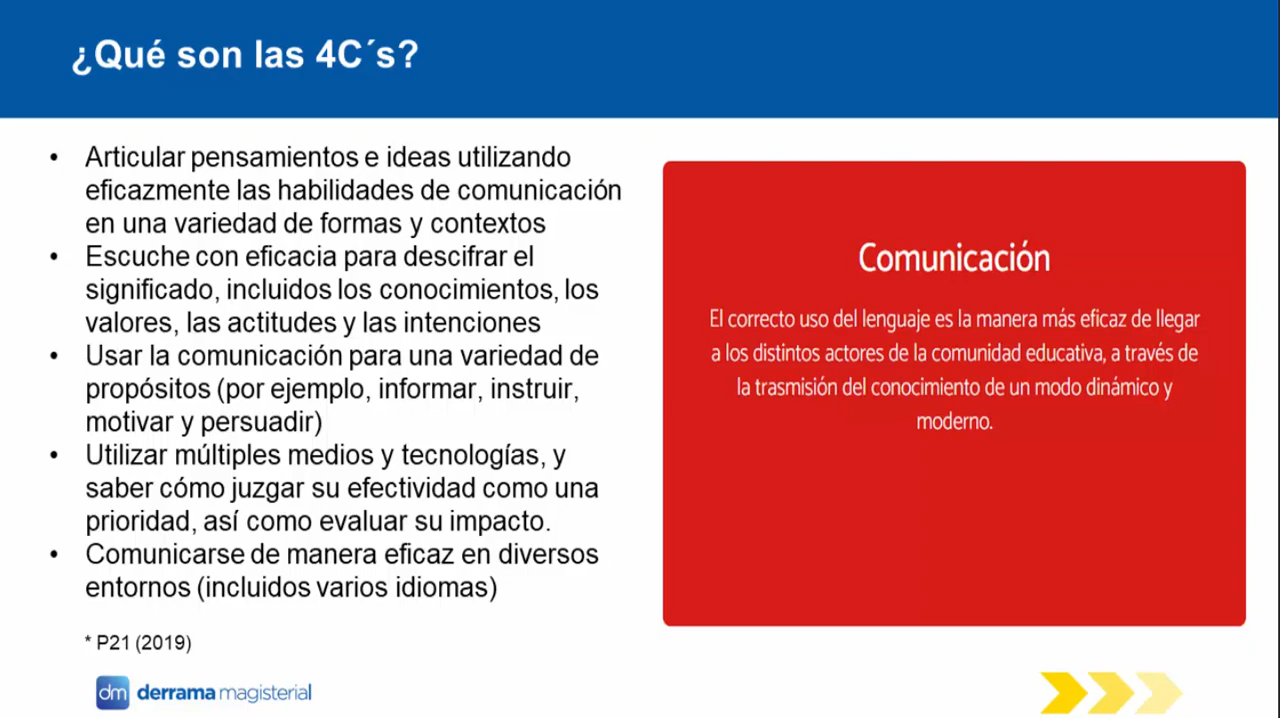 ¿Qué son las 4C´s?
• Articular pensamientos e ideas utilizando
eficazmente las habilidades de comunicación
en una variedad de formas y contextos
• Escuche con eficacia para descifrar el
significado, incluidos los conocimientos, los
valores, las actitudes y las intenciones
• Usar la comunicación para una variedad de
propósitos (por ejemplo, informar, instruir,
motivar y persuadir)
• Utilizar múltiples medios y tecnologías, y
saber cómo juzgar su efectividad como una
prioridad, así como evaluar su impacto.
• Comunicarse de manera eficaz en diversos
entornos (incluidos varios idiomas)
* P21 (2019)
Comunicación
El correcto uso del lenguaje es la manera más eficaz de llegar
a los distintos actores de la comunidad educativa, a través de
la trasmisión del conocimiento de un modo dinámico y
moderno.
dm derrama magisterial